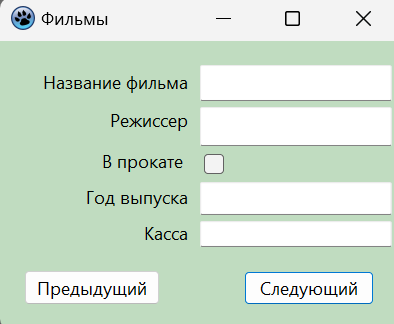 Фильмы
Название фильма
Режиссер
В прокате
Год выпуска
Касса
Предыдущий
Следующий